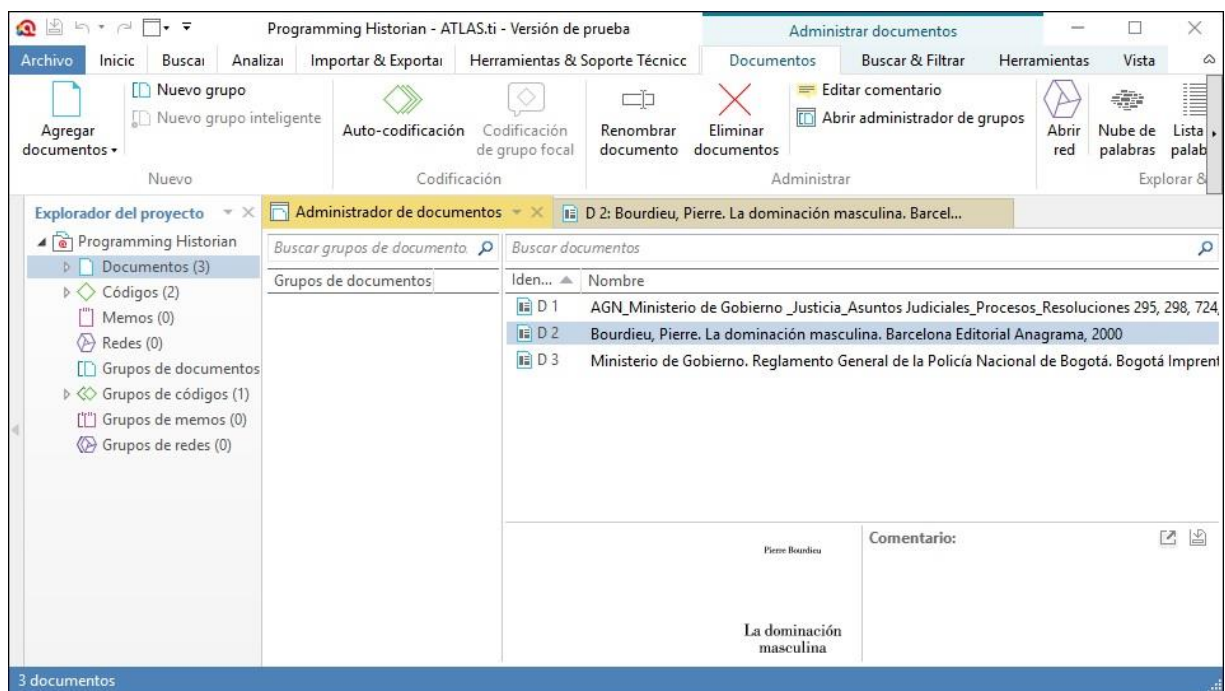 Programming Historian - ATLAS.ti - Versión de prueba
Administrar documentos
Archivo Inicic Buscai Analizai Importar & Exportai Herramientas & Soporte Técnicc Documentos Buscar & Filtrar Herramientas Vista
Agregar documentos
Nuevo grupo
Nuevo grupo inteligente
Nuevo
Auto-codificación
Codificación de grupo focal
Codificación
Renombrar documento
Eliminar documentos
Editar comentario
Abrir administrador de grupos
Administrar
Abrir red
Nube de palabras
Lista palab
Explorar &
Explorador del proyecto
Programming Historian
Documentos (3)
Códigos (2)
Memos (0)
Redes (0)
Grupos de documentos
Grupos de códigos (1)
Grupos de memos (0)
Grupos de redes (0)
Administrador de documentos
D 2: Bourdieu, Pierre. La dominación masculina. Barcel...
Buscar grupos de documento.
Grupos de documentos
Buscar documentos
Iden... Nombre
D 1 AGN_Ministerio de Gobierno _Justicia_Asuntos Judiciales_Procesos_Resoluciones 295, 298, 724,
D 2 Bourdieu, Pierre. La dominación masculina. Barcelona Editorial Anagrama, 2000
D 3 Ministerio de Gobierno. Reglamento General de la Policía Nacional de Bogotá. Bogotá Imprent
Pierre Bourdieu
La dominación
masculina
Comentario:
3 documentos